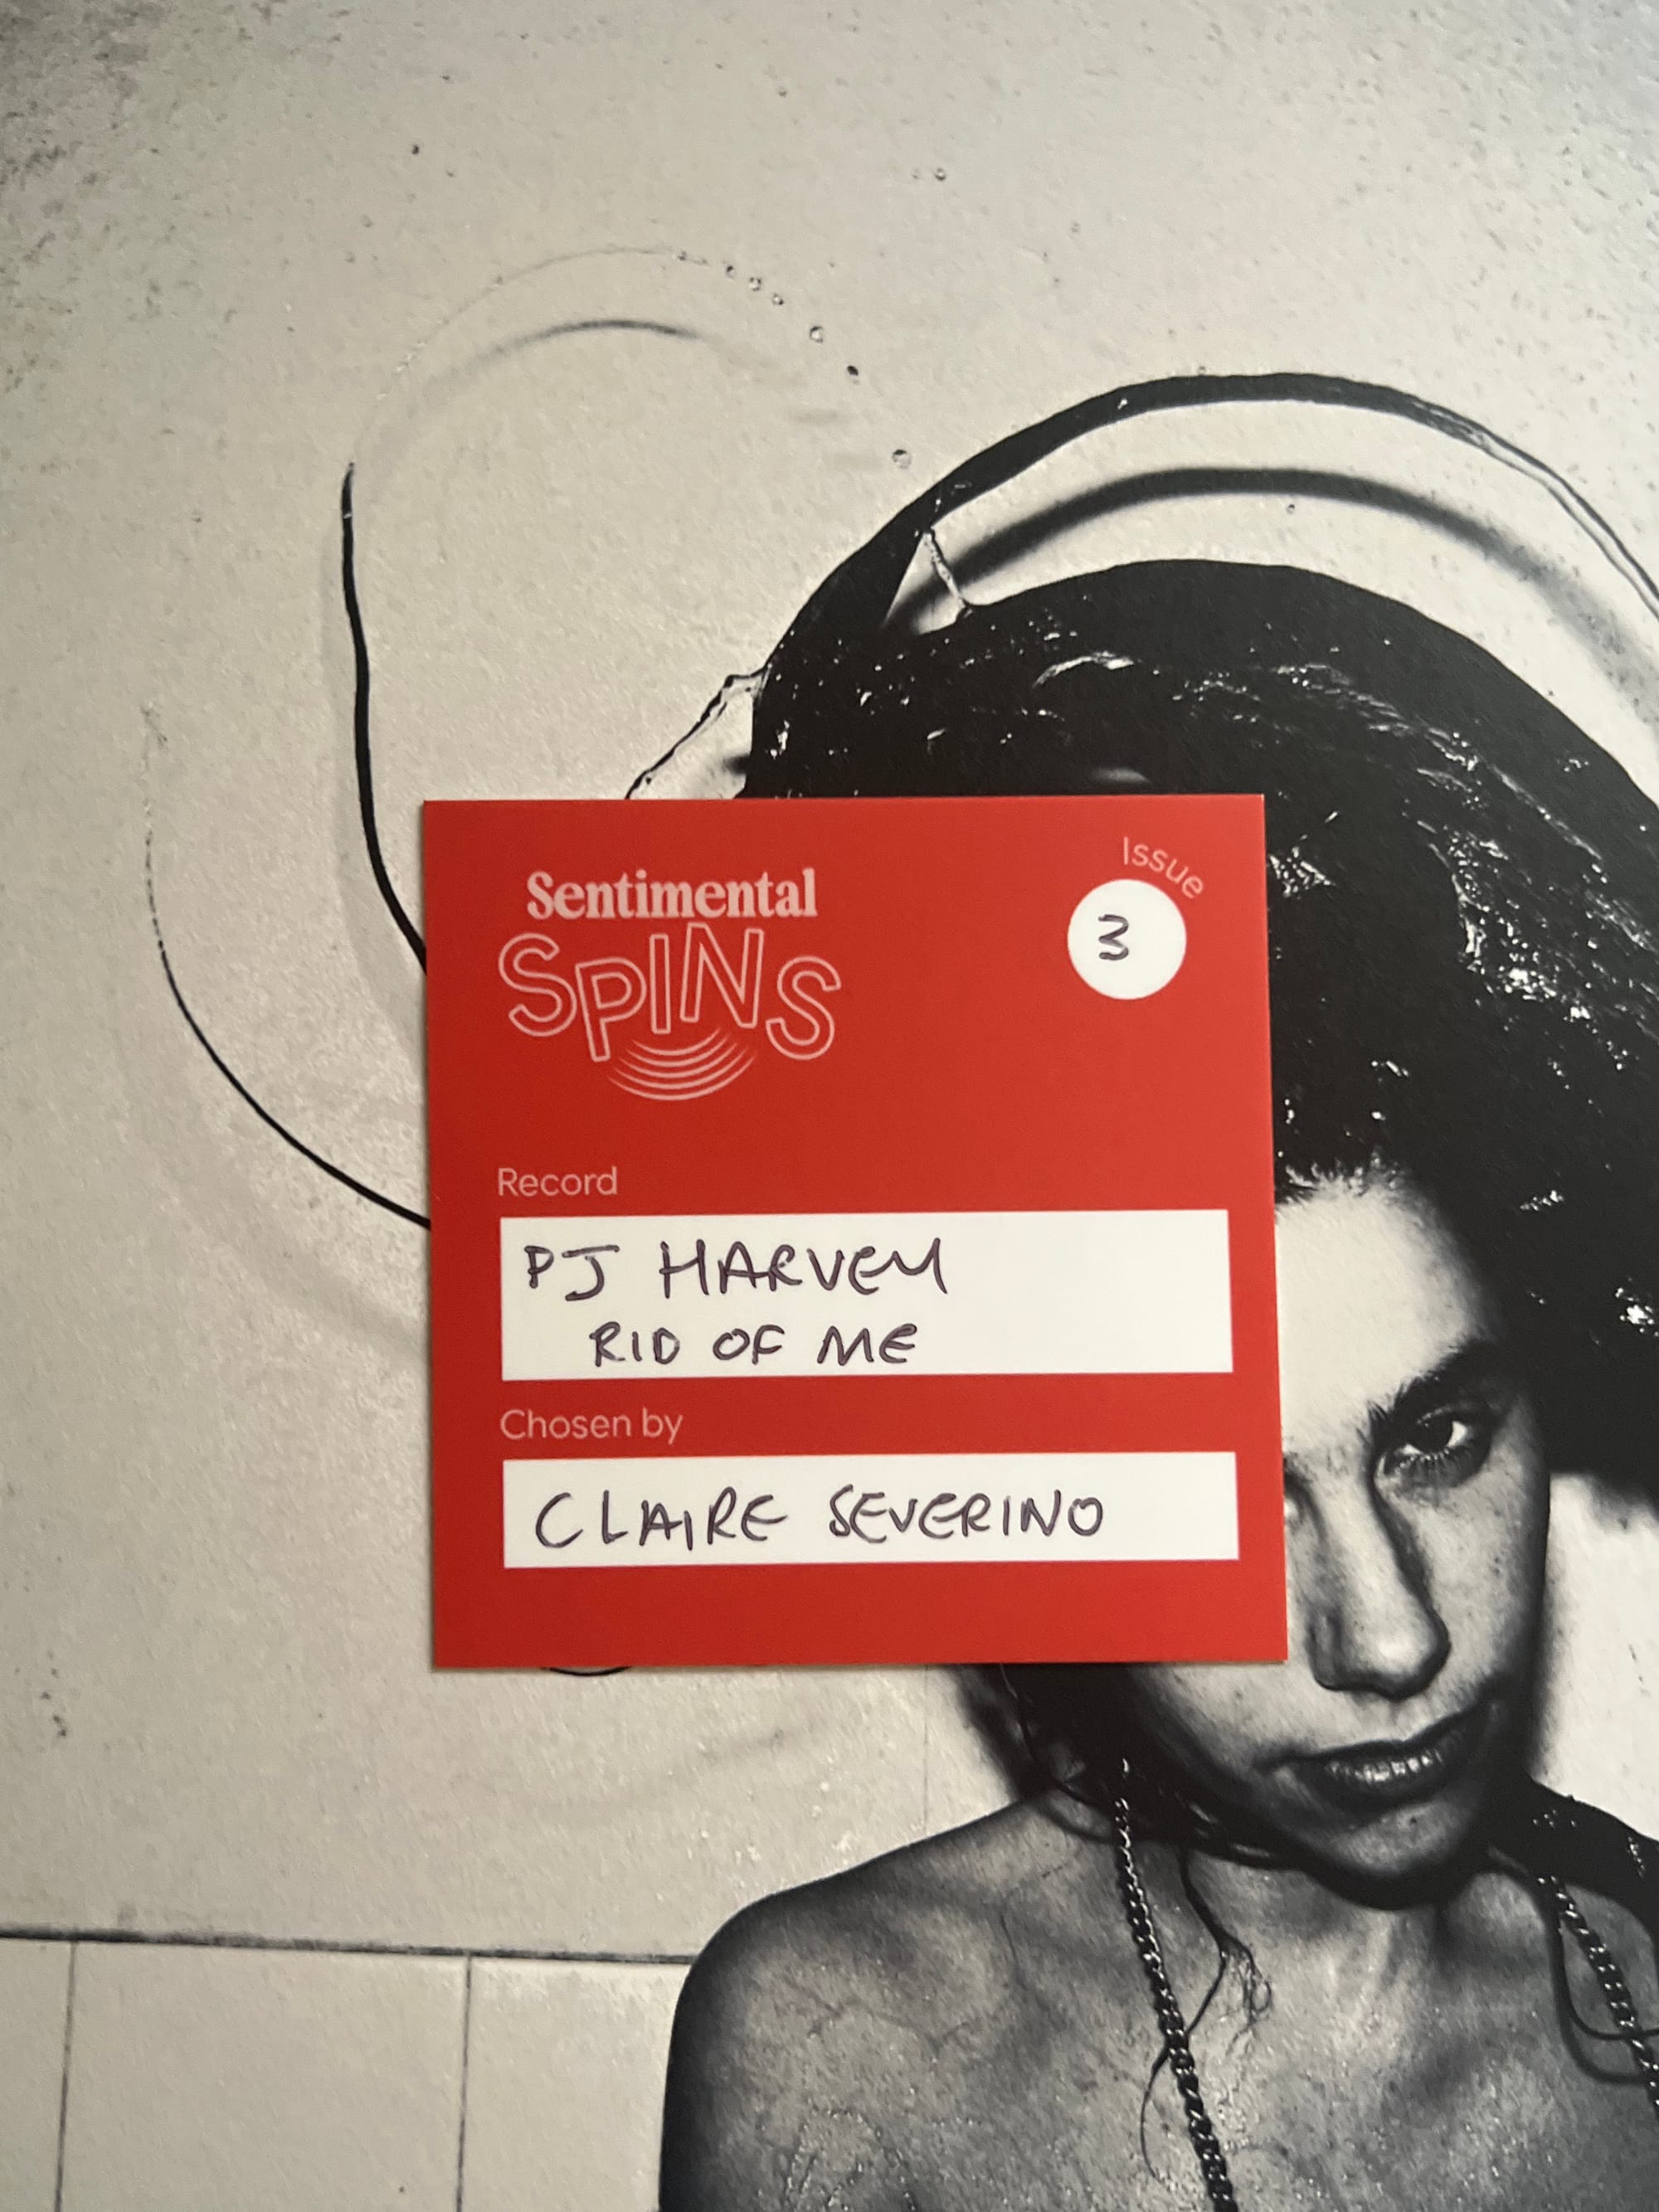 Sentimental
SPINS
Issue
3
Record
PJ HARVEY
RID OF ME
Chosen by
CLAIRE SEVERINO